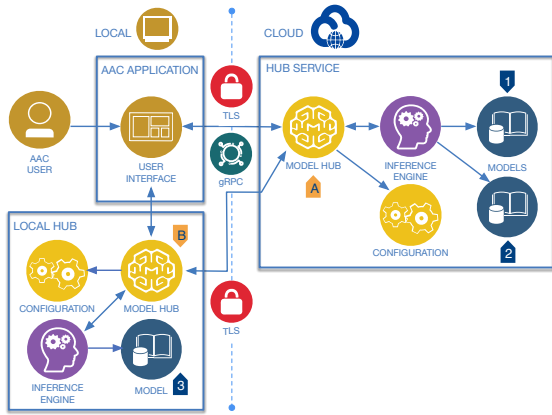 LOCAL
CLOUD
AAC APPLICATION
HUB SERVICE
1
TLS
AAC
USER
USER
INTERFACE
gRPC
MODEL HUB
INFERENCE
ENGINE
MODELS
A
LOCAL HUB
B
CONFIGURATION
2
CONFIGURATION
MODEL HUB
TLS
INFERENCE
ENGINE
MODEL
3